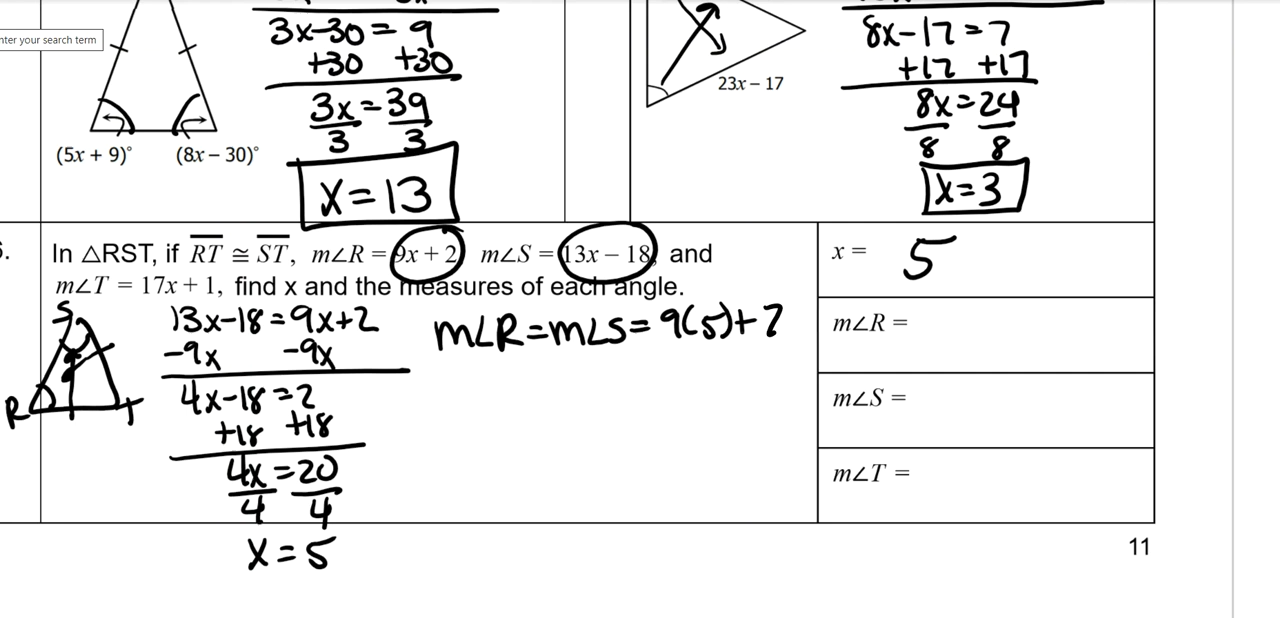 nter your search term
3x-30=9
+30 +30
3x=39
3 3
x=13
(5x + 9)° (8x – 30)°
23x – 17
8x-17=7
+17 +17
8x=24
8 8
x=3
In △RST, if RT ≅ ST, m∠R = 9x + 2, m∠S = 13x – 18, and
m∠T = 17x + 1, find x and the measures of each angle.
S
R T
13x-18=9x+2
-9x -9x
4x-18=2
+18 +18
4x=20
4 4
x=5
m∠R=m∠S=9(5)+2
x = 5
m∠R =
m∠S =
m∠T =
11